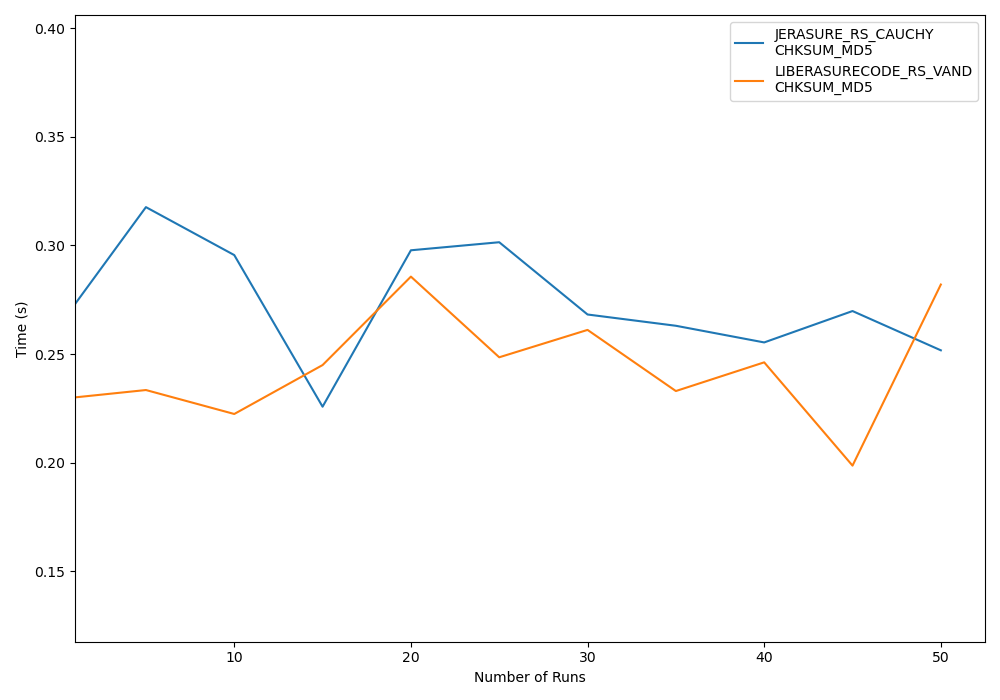 JERASURE_RS_CAUCHY
CHKSUM_MD5
LIBERASURECODE_RS_VAND
CHKSUM_MD5
0.40
0.35
0.30
0.25
0.20
0.15
Time (s)
10 20 30 40 50
Number of Runs